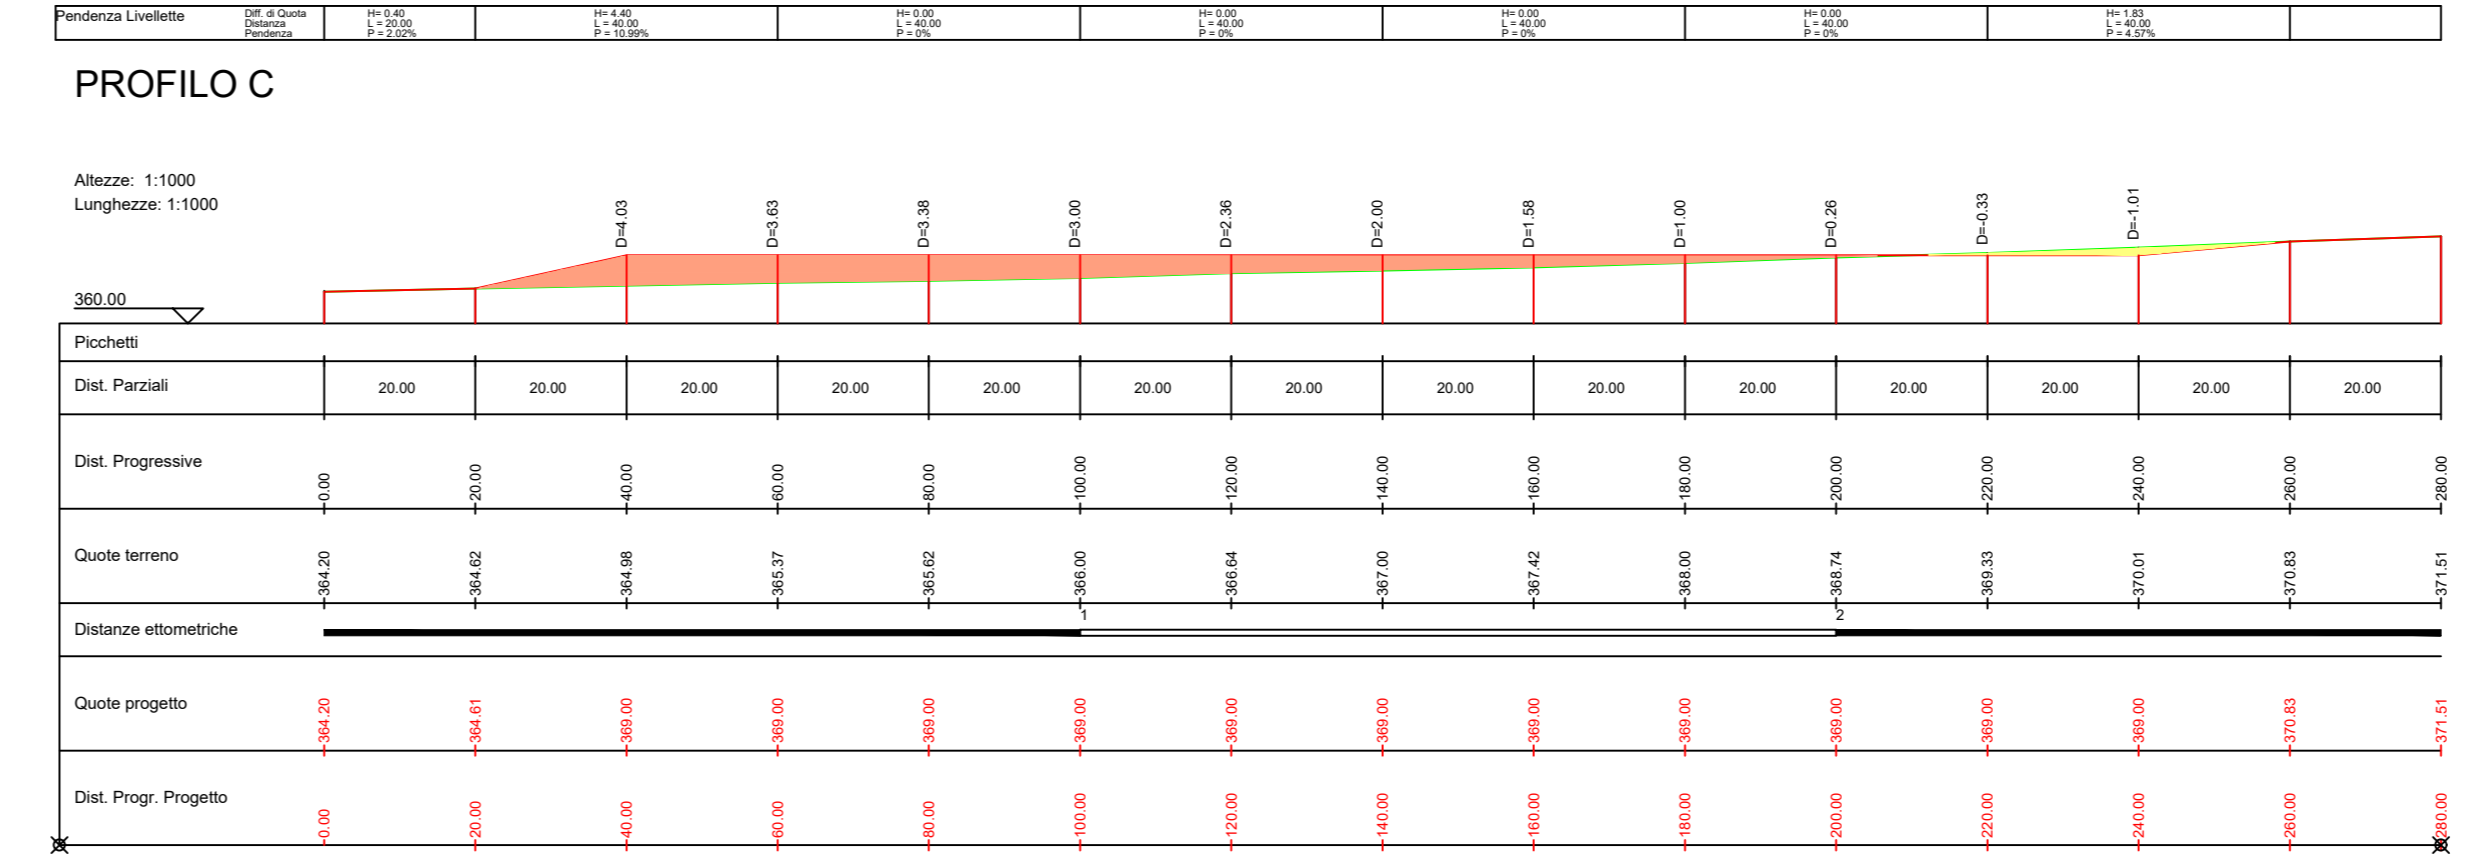 Pendenza Livellette
Diff. di Quota H= 0.40 H= 4.40 H= 0.00 H= 0.00 H= 0.00 H= 0.00 H= 1.83
Distanza L = 20.00 L = 40.00 L = 40.00 L = 40.00 L = 40.00 L = 40.00 L = 40.00
Pendenza P = 2.02% P = 10.99% P = 0% P = 0% P = 0% P = 0% P = 4.57%
PROFILO C
Altezze: 1:1000
Lunghezze: 1:1000
D=4.03 D=3.63 D=3.38 D=3.00 D=2.36 D=2.00 D=1.58 D=1.00 D=0.26 D=-0.33 D=-1.01
360.00
Picchetti
Dist. Parziali 20.00 20.00 20.00 20.00 20.00 20.00 20.00 20.00 20.00 20.00 20.00 20.00 20.00 20.00
Dist. Progressive 0.00 20.00 40.00 60.00 80.00 100.00 120.00 140.00 160.00 180.00 200.00 220.00 240.00 260.00 280.00
Quote terreno 364.20 364.62 364.98 365.37 365.62 366.00 366.64 367.00 367.42 368.00 368.74 369.33 370.01 370.83 371.51
Distanze ettometriche 1 2
Quote progetto 364.20 364.61 369.00 369.00 369.00 369.00 369.00 369.00 369.00 369.00 369.00 369.00 369.00 370.83 371.51
Dist. Progr. Progetto 0.00 20.00 40.00 60.00 80.00 100.00 120.00 140.00 160.00 180.00 200.00 220.00 240.00 260.00 280.00